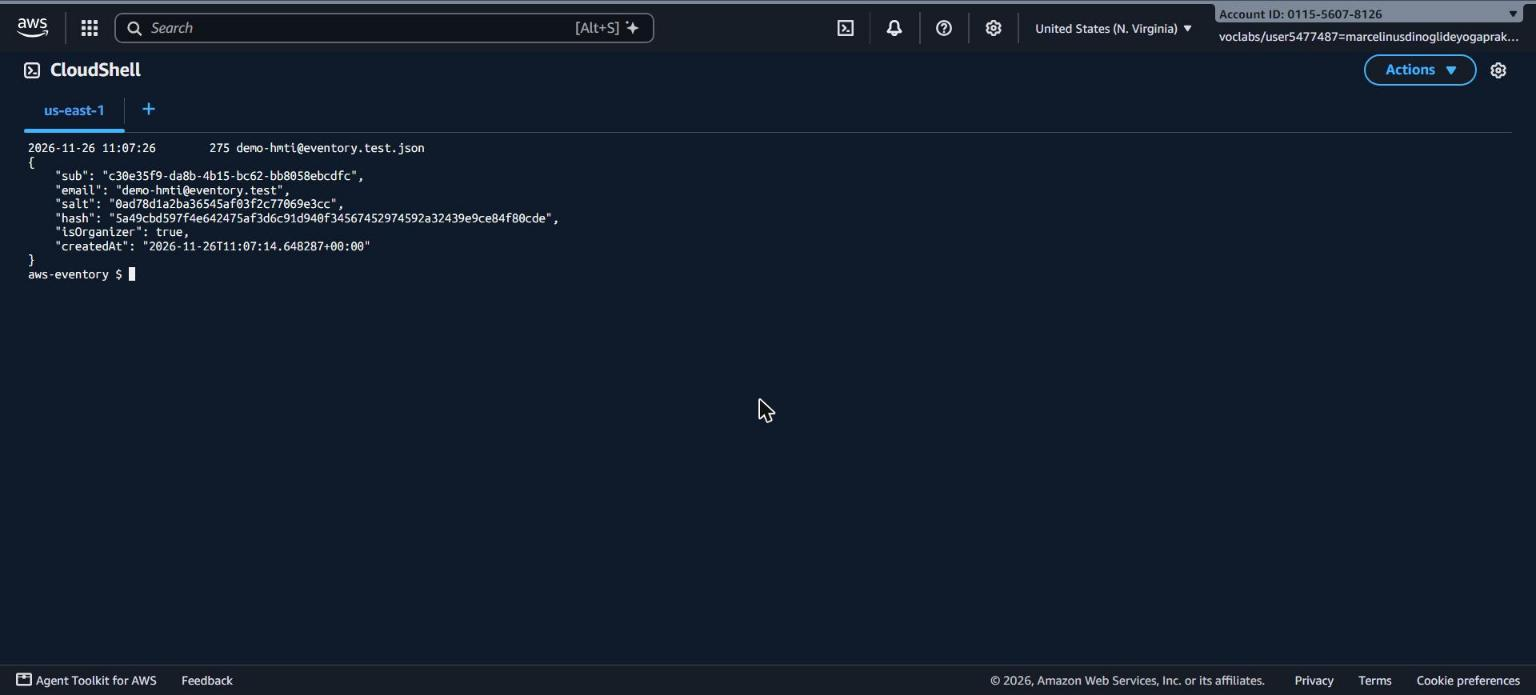 aws
Search [Alt+S]
United States (N. Virginia) ▼
Account ID: 0115-5607-8126 ▼
voclabs/user5477487=marcelinusdinoglideyogaprak...
CloudShell
Actions ▼
us-east-1 +
2026-11-26 11:07:26 275 demo-hmti@eventory.test.json
{
"sub": "c30e35f9-da8b-4b15-bc62-bb8058ebcdfc",
"email": "demo-hmti@eventory.test",
"salt": "0ad78d1a2ba36545af03f2c77069e3cc",
"hash": "5a49cbd597f4e642475af3d6c91d940f34567452974592a32439e9ce84f80cde",
"isOrganizer": true,
"createdAt": "2026-11-26T11:07:14.648287+00:00"
}
aws-eventory $
Agent Toolkit for AWS Feedback © 2026, Amazon Web Services, Inc. or its affiliates. Privacy Terms Cookie preferences